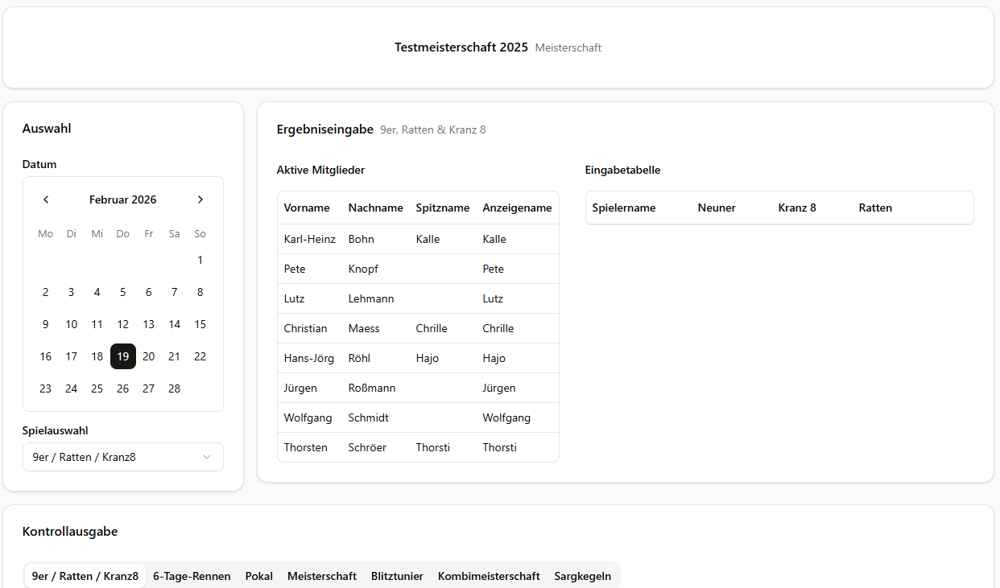 Testmeisterschaft 2025 Meisterschaft
Auswahl
Datum
Februar 2026
Mo Di Mi Do Fr Sa So
1
2 3 4 5 6 7 8
9 10 11 12 13 14 15
16 17 18 19 20 21 22
23 24 25 26 27 28
Spielauswahl
9er / Ratten / Kranz8
Ergebniseingabe 9er, Ratten & Kranz 8
Aktive Mitglieder
Vorname Nachname Spitzname Anzeigename
Karl-Heinz Bohn Kalle Kalle
Pete Knopf Pete
Lutz Lehmann Lutz
Christian Maess Chrille Chrille
Hans-Jörg Röhl Hajo Hajo
Jürgen Roßmann Jürgen
Wolfgang Schmidt Wolfgang
Thorsten Schröer Thorsti Thorsti
Eingabetabelle
Spielername Neuner Kranz 8 Ratten
Kontrollausgabe
9er / Ratten / Kranz8 6-Tage-Rennen Pokal Meisterschaft Blitztunier Kombimeisterschaft Sargkegeln